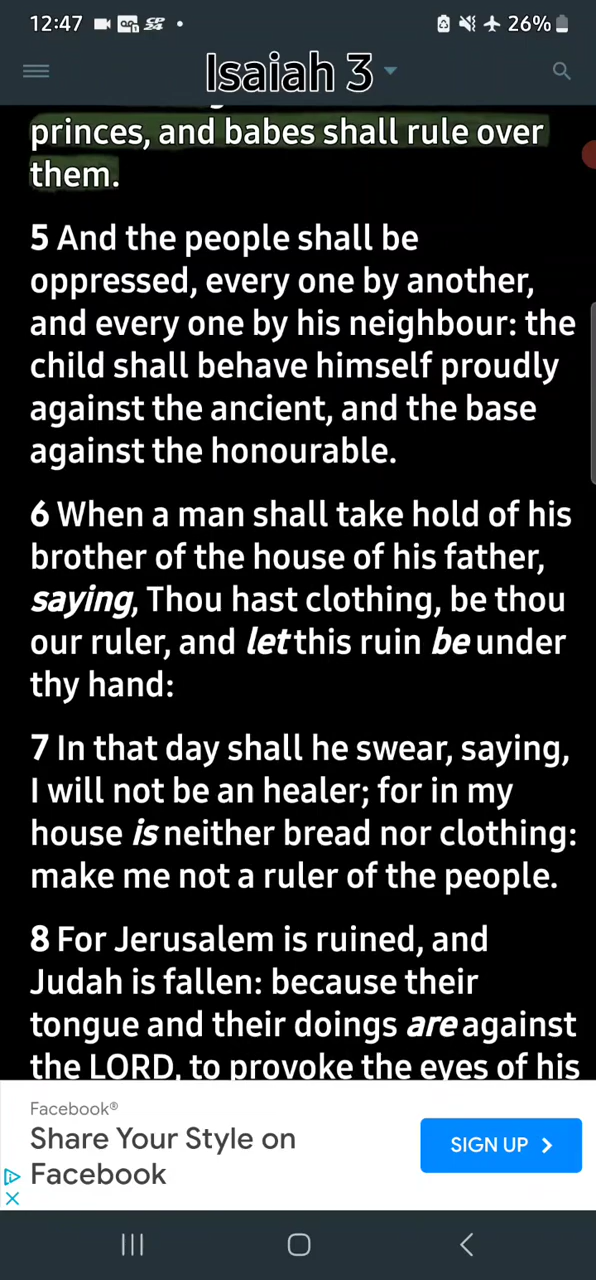 12:47 26%
Isaiah 3
princes, and babes shall rule over
them.
5 And the people shall be
oppressed, every one by another,
and every one by his neighbour: the
child shall behave himself proudly
against the ancient, and the base
against the honourable.
6 When a man shall take hold of his
brother of the house of his father,
saying, Thou hast clothing, be thou
our ruler, and let this ruin be under
thy hand:
7 In that day shall he swear, saying,
I will not be an healer; for in my
house is neither bread nor clothing:
make me not a ruler of the people.
8 For Jerusalem is ruined, and
Judah is fallen: because their
tongue and their doings are against
the LORD, to provoke the eyes of his
Facebook®
Share Your Style on
Facebook
SIGN UP